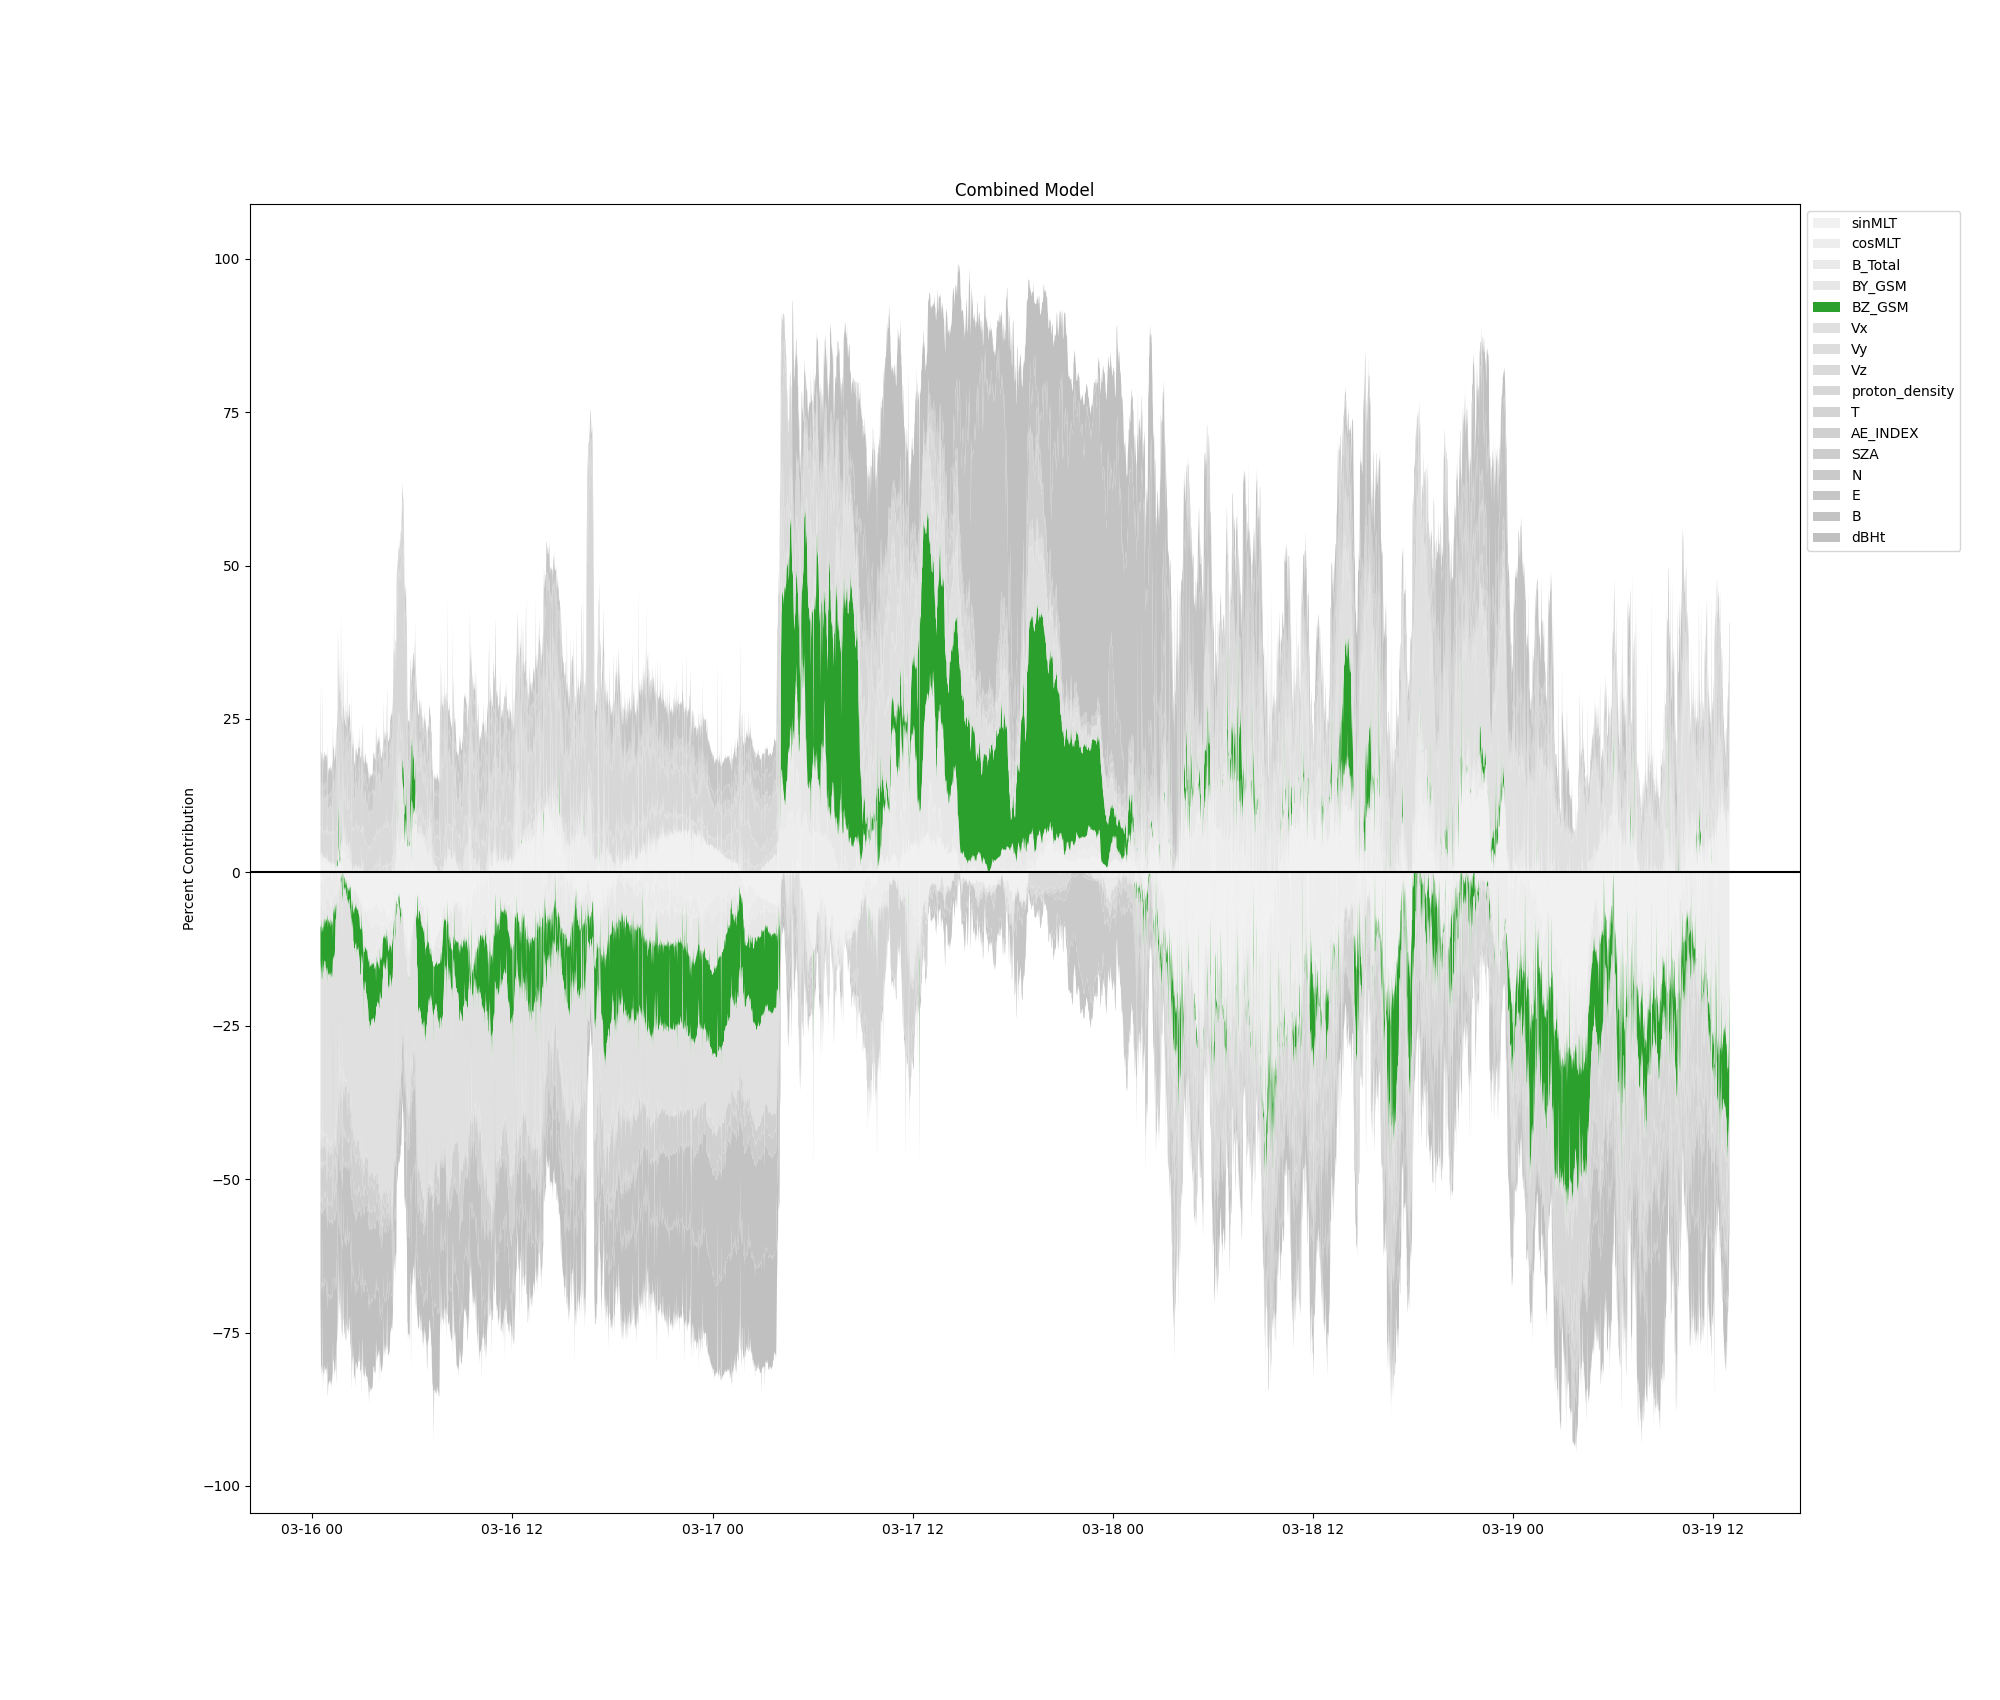 Combined Model
100
75
50
25
0
−25
−50
−75
−100
Percent Contribution
03-16 00
03-16 12
03-17 00
03-17 12
03-18 00
03-18 12
03-19 00
03-19 12
sinMLT
cosMLT
B_Total
BY_GSM
BZ_GSM
Vx
Vy
Vz
proton_density
T
AE_INDEX
SZA
N
E
B
dBHt